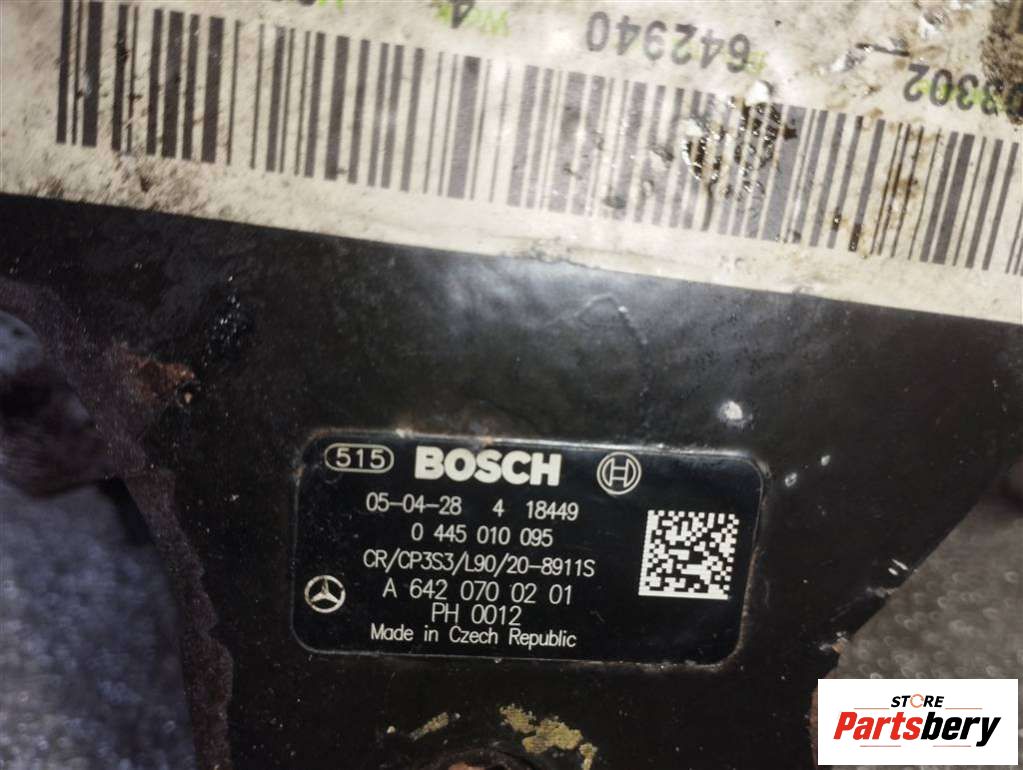 642940
515 BOSCH
05-04-28 4 18449
0 445 010 095
CR/CP3S3/L90/20-8911S
A 642 070 02 01
PH 0012
Made in Czech Republic
STORE
Partsbery